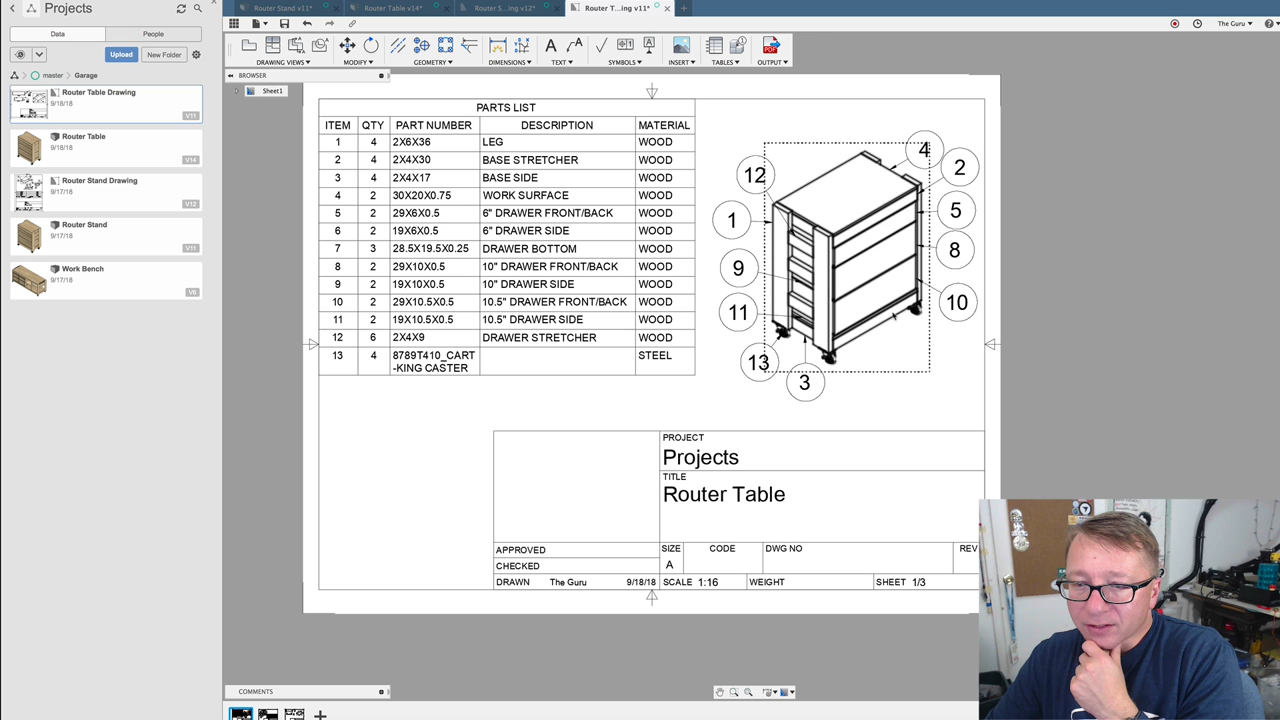 Projects
Router Stand v11*
Router Table v14*
Router S...ing v12*
Router T...ing v11*
The Guru
Data
People
Upload
New Folder
master
Garage
Router Table Drawing
9/18/18
V11
Router Table
9/18/18
V14
Router Stand Drawing
9/17/18
V12
Router Stand
9/17/18
V11
Work Bench
9/17/18
V6
DRAWING VIEWS
MODIFY
GEOMETRY
DIMENSIONS
TEXT
SYMBOLS
INSERT
TABLES
OUTPUT
BROWSER
Sheet1
PARTS LIST
ITEM QTY PART NUMBER DESCRIPTION MATERIAL
1 4 2X6X36 LEG WOOD
2 4 2X4X30 BASE STRETCHER WOOD
3 4 2X4X17 BASE SIDE WOOD
4 2 30X20X0.75 WORK SURFACE WOOD
5 2 29X6X0.5 6" DRAWER FRONT/BACK WOOD
6 2 19X6X0.5 6" DRAWER SIDE WOOD
7 3 28.5X19.5X0.25 DRAWER BOTTOM WOOD
8 2 29X10X0.5 10" DRAWER FRONT/BACK WOOD
9 2 19X10X0.5 10" DRAWER SIDE WOOD
10 2 29X10.5X0.5 10.5" DRAWER FRONT/BACK WOOD
11 2 19X10.5X0.5 10.5" DRAWER SIDE WOOD
12 6 2X4X9 DRAWER STRETCHER WOOD
13 4 8789T410_CART STEEL
-KING CASTER
4
2
12
5
1
8
9
10
11
13
3
PROJECT
Projects
TITLE
Router Table
APPROVED
CHECKED
DRAWN The Guru 9/18/18
SIZE CODE DWG NO REV
A
SCALE 1:16 WEIGHT SHEET 1/3
COMMENTS